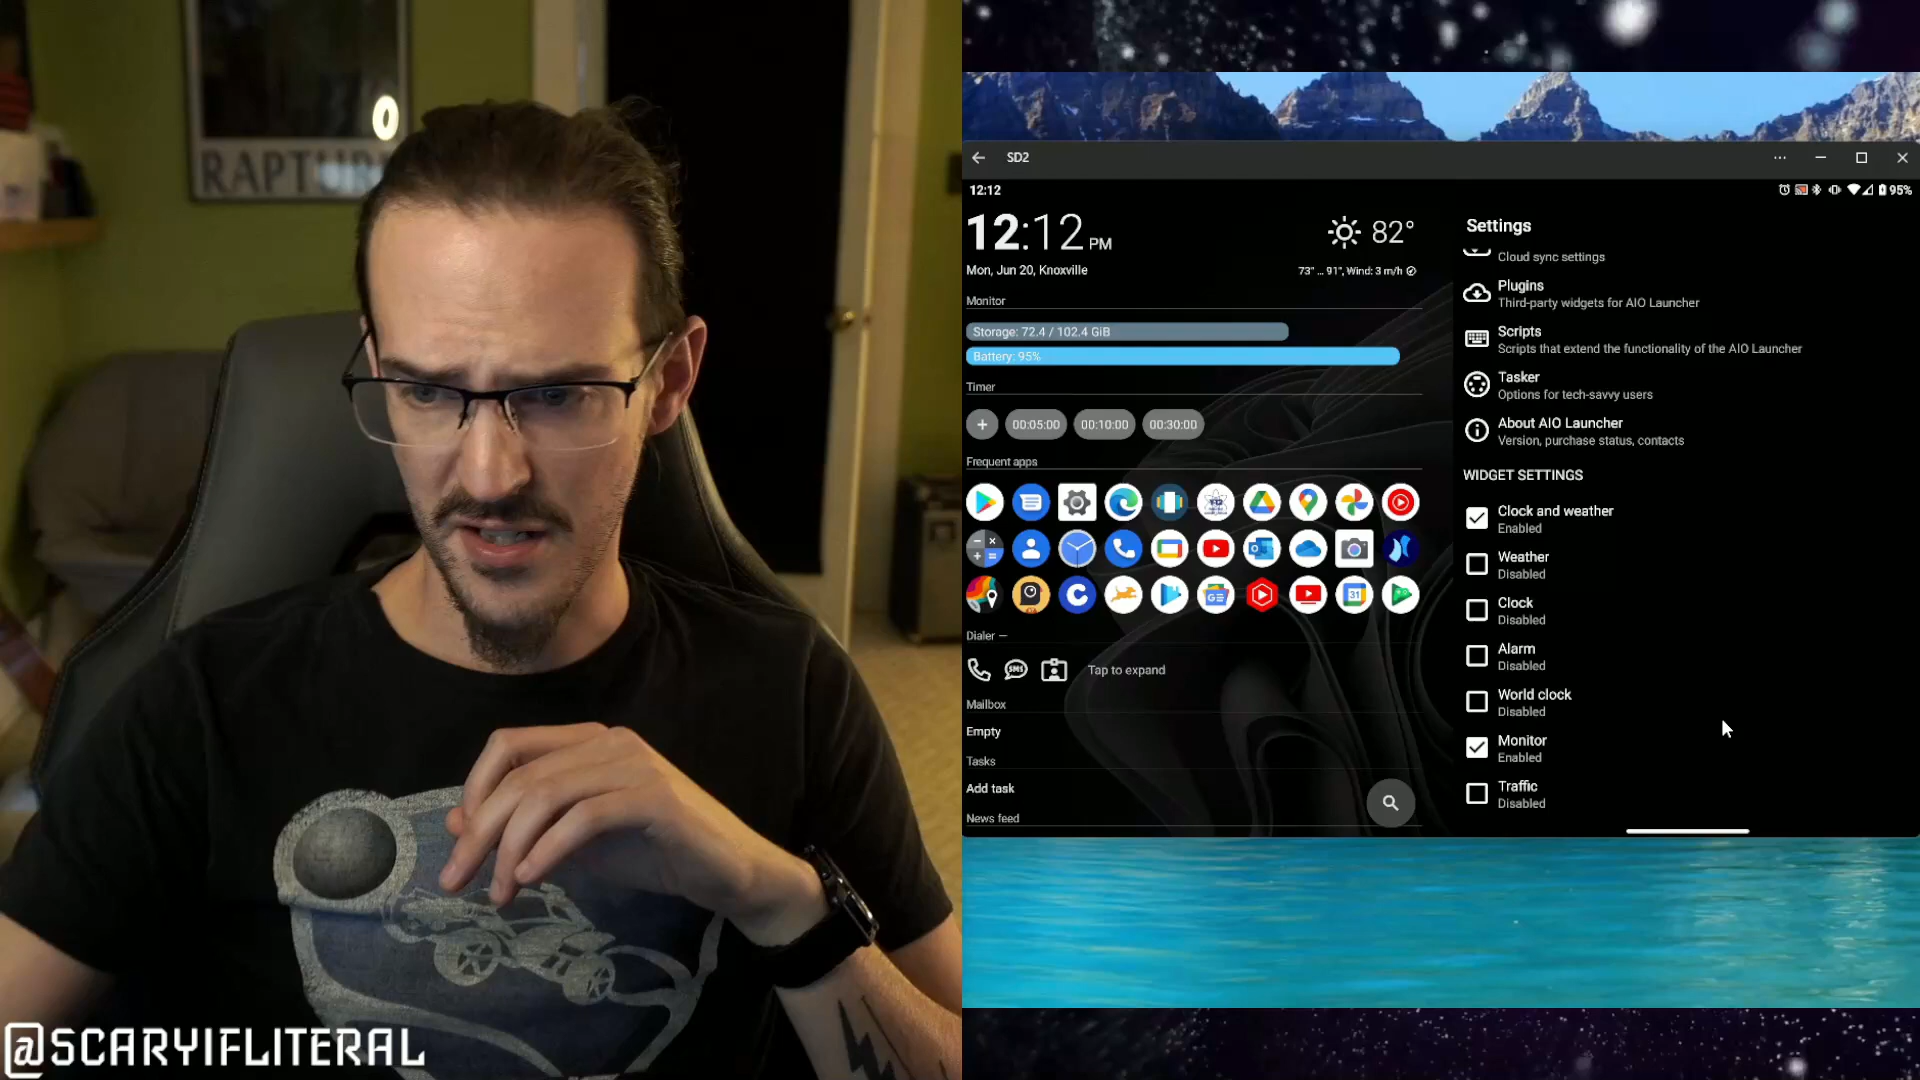 RAPTURE
@SCARYIFLITERAL
SD2
12:12
95%
12:12 PM
82°
Mon, Jun 20, Knoxville
73° ... 91°, Wind: 3 m/h
Monitor
Storage: 72.4 / 102.4 GiB
Battery: 95%
Timer
+ 00:05:00 00:10:00 00:30:00
Frequent apps
Dialer —
SMS
Tap to expand
Mailbox
Empty
Tasks
Add task
News feed
Settings
Cloud sync settings
Plugins
Third-party widgets for AIO Launcher
Scripts
Scripts that extend the functionality of the AIO Launcher
Tasker
Options for tech-savvy users
About AIO Launcher
Version, purchase status, contacts
WIDGET SETTINGS
Clock and weather
Enabled
Weather
Disabled
Clock
Disabled
Alarm
Disabled
World clock
Disabled
Monitor
Enabled
Traffic
Disabled